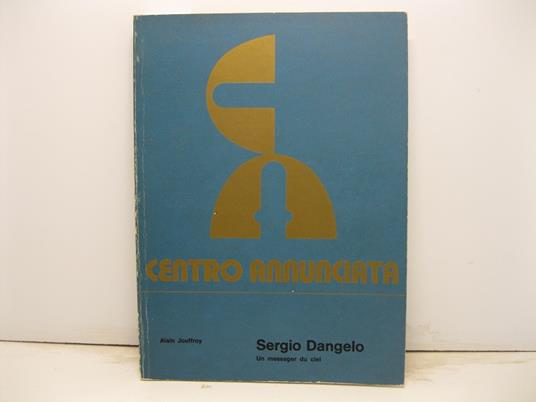 CENTRO ANNUNCIATA
Alain Jouffroy
Sergio Dangelo
Un messager du ciel